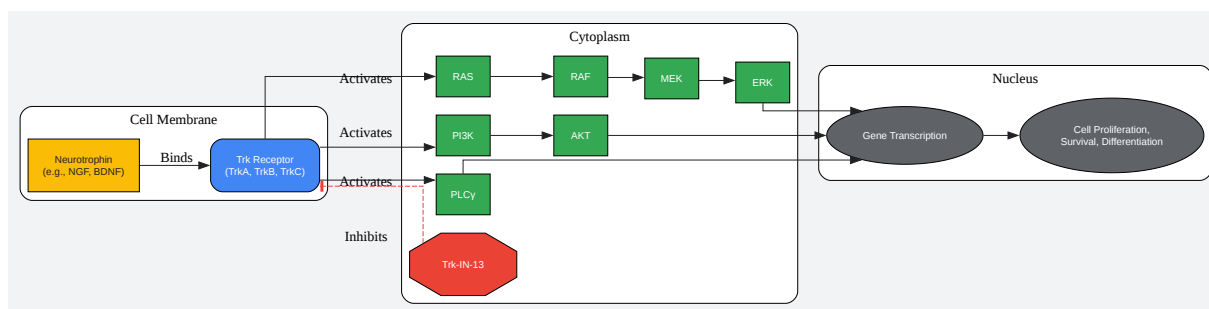 Cytoplasm
Activates
RAS
RAF
MEK
ERK
Nucleus
Cell Membrane
Neurotrophin
(e.g., NGF, BDNF)
Binds
Trk Receptor
(TrkA, TrkB, TrkC)
Activates
PI3K
AKT
Gene Transcription
Cell Proliferation,
Survival, Differentiation
Activates
PLCγ
Inhibits
Trk-IN-13